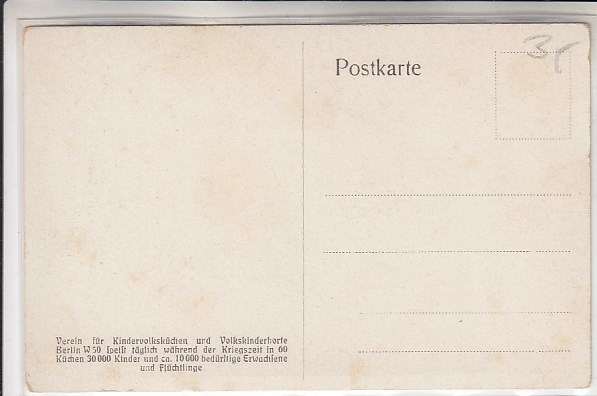 Postkarte
Verein für Kindervolksküchen und Volkskinderhorte
Berlin W 50 speist täglich während der Kriegszeit in 60
Küchen 30 000 Kinder und ca. 10 000 bedürftige Erwachsene
und Flüchtlinge